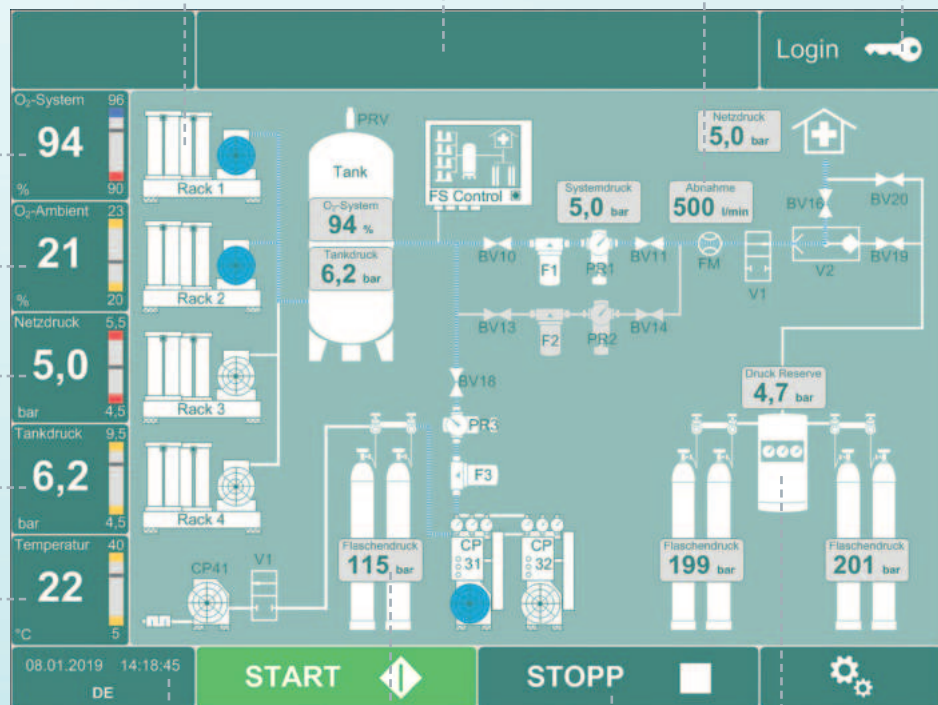 Login
O₂-System 96
94
% 90
O₂-Ambient 23
21
% 20
Netzdruck 5,5
5,0
bar 4,5
Tankdruck 9,5
6,2
bar 4,5
Temperatur 40
22
°C 5
Rack 1
Rack 2
Rack 3
Rack 4
PRV
Tank
O₂-System
94 %
Tankdruck
6,2 bar
FS Control
Netzdruck
5,0 bar
Systemdruck
5,0 bar
Abnahme
500 l/min
BV16
BV20
BV10
F1
PR1
BV11
FM
V1
V2
BV19
BV13
F2
PR2
BV14
BV18
PR3
F3
Druck Reserve
4,7 bar
CP41
V1
Flaschendruck
115 bar
CP
31
CP
32
Flaschendruck
199 bar
Flaschendruck
201 bar
08.01.2019 14:18:45
DE
START
STOPP